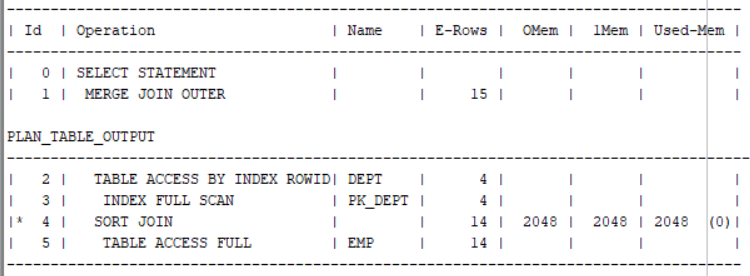 --------------------------------------------------------------------------------
| Id  | Operation                    | Name    | E-Rows |  OMem |  1Mem | Used-Mem |
--------------------------------------------------------------------------------
|   0 | SELECT STATEMENT             |         |        |       |       |          |
|   1 |  MERGE JOIN OUTER            |         |     15 |       |       |          |
PLAN_TABLE_OUTPUT
--------------------------------------------------------------------------------
|   2 |   TABLE ACCESS BY INDEX ROWID| DEPT    |      4 |       |       |          |
|   3 |    INDEX FULL SCAN           | PK_DEPT |      4 |       |       |          |
|*  4 |   SORT JOIN                  |         |     14 |  2048 |  2048 | 2048  (0)|
|   5 |    TABLE ACCESS FULL         | EMP     |     14 |       |       |          |
--------------------------------------------------------------------------------